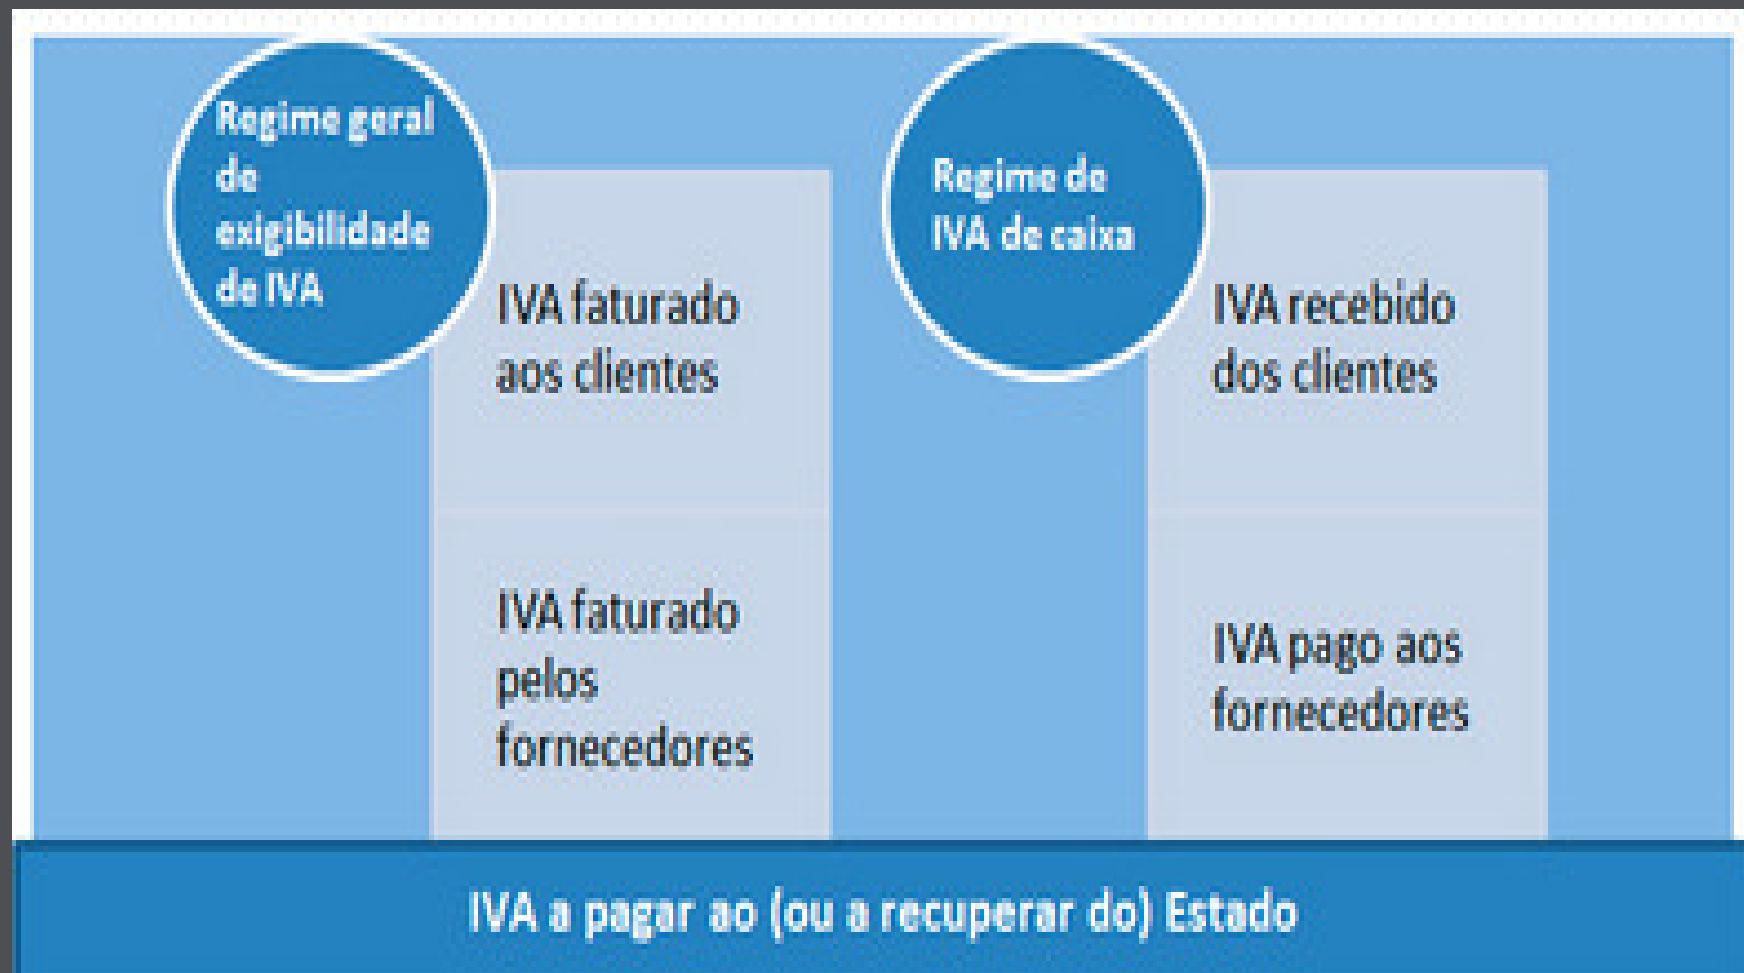 Regime geral
de
exigibilidade
de IVA
IVA faturado
aos clientes
IVA faturado
pelos
fornecedores
Regime de
IVA de caixa
IVA recebido
dos clientes
IVA pago aos
fornecedores
IVA a pagar ao (ou a recuperar do) Estado